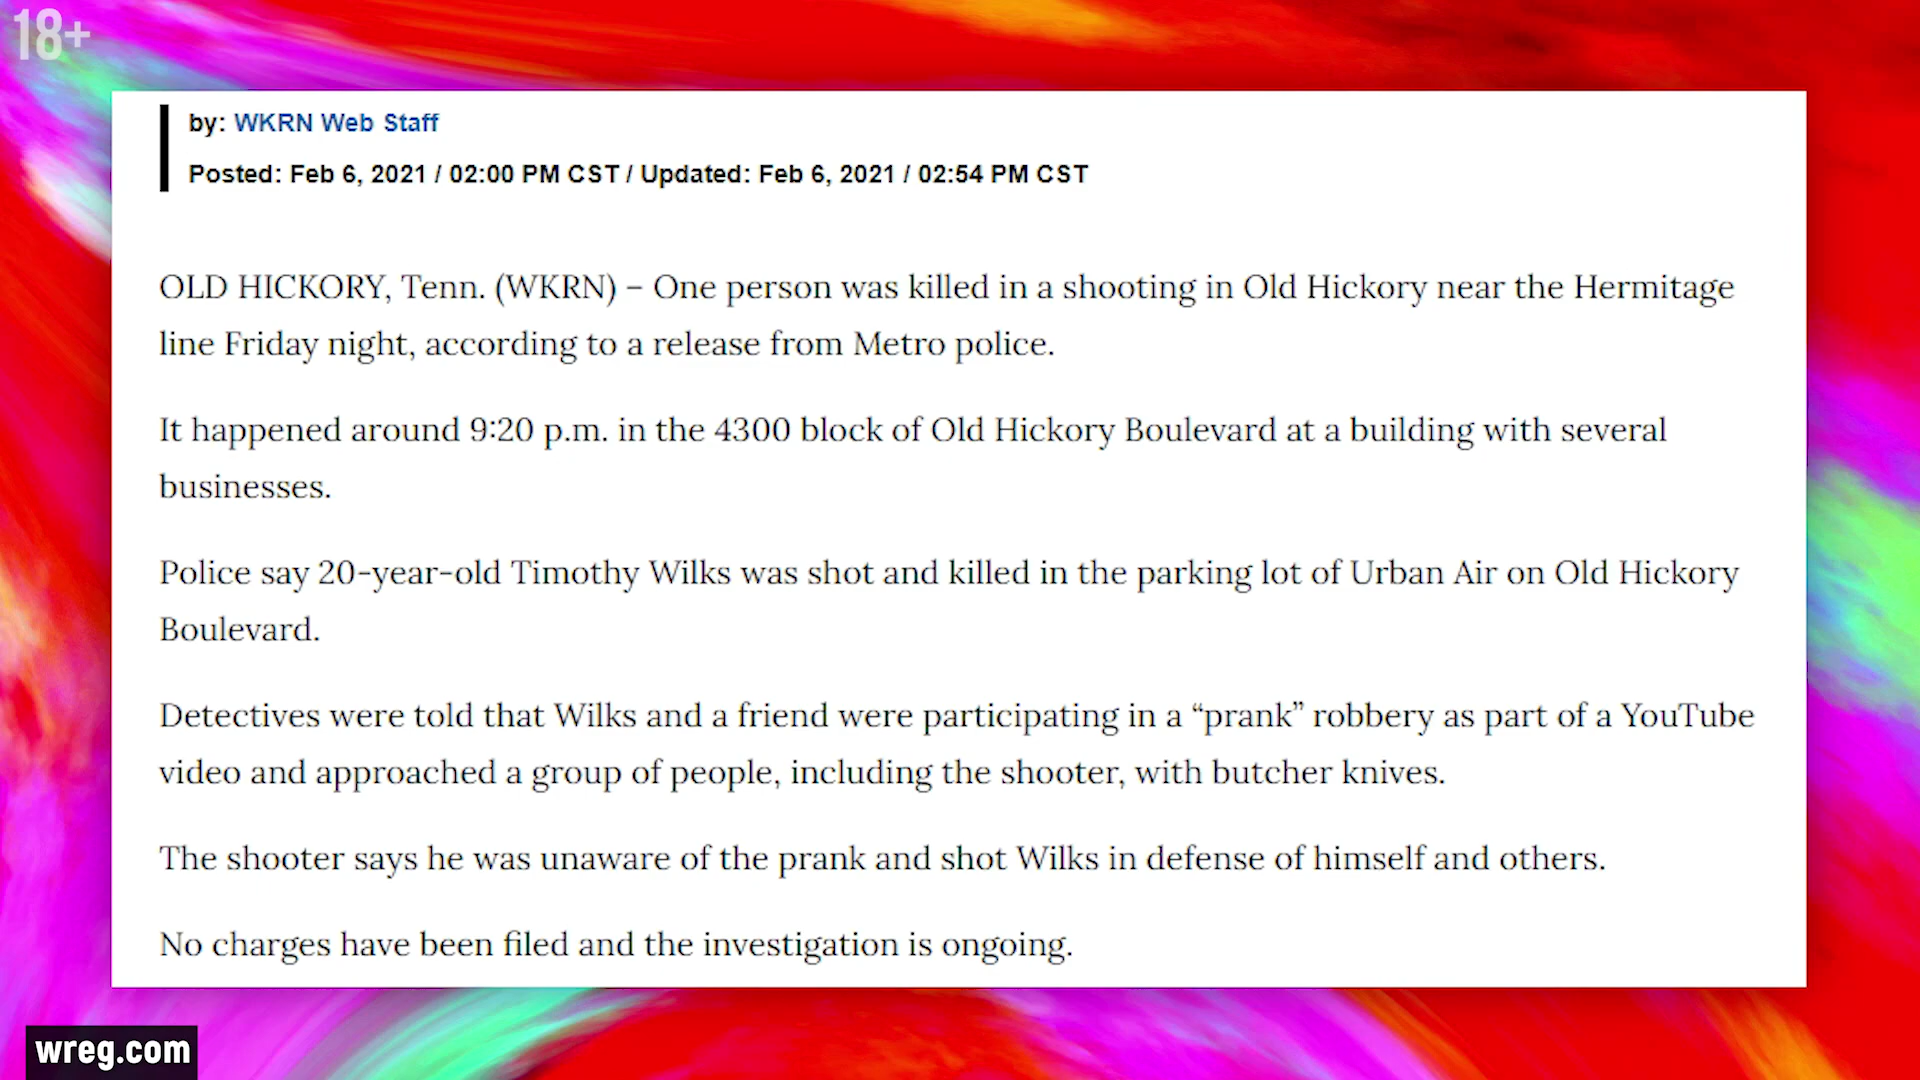 18+
by: WKRN Web Staff
Posted: Feb 6, 2021 / 02:00 PM CST / Updated: Feb 6, 2021 / 02:54 PM CST
OLD HICKORY, Tenn. (WKRN) – One person was killed in a shooting in Old Hickory near the Hermitage
line Friday night, according to a release from Metro police.
It happened around 9:20 p.m. in the 4300 block of Old Hickory Boulevard at a building with several
businesses.
Police say 20-year-old Timothy Wilks was shot and killed in the parking lot of Urban Air on Old Hickory
Boulevard.
Detectives were told that Wilks and a friend were participating in a “prank” robbery as part of a YouTube
video and approached a group of people, including the shooter, with butcher knives.
The shooter says he was unaware of the prank and shot Wilks in defense of himself and others.
No charges have been filed and the investigation is ongoing.
wreg.com